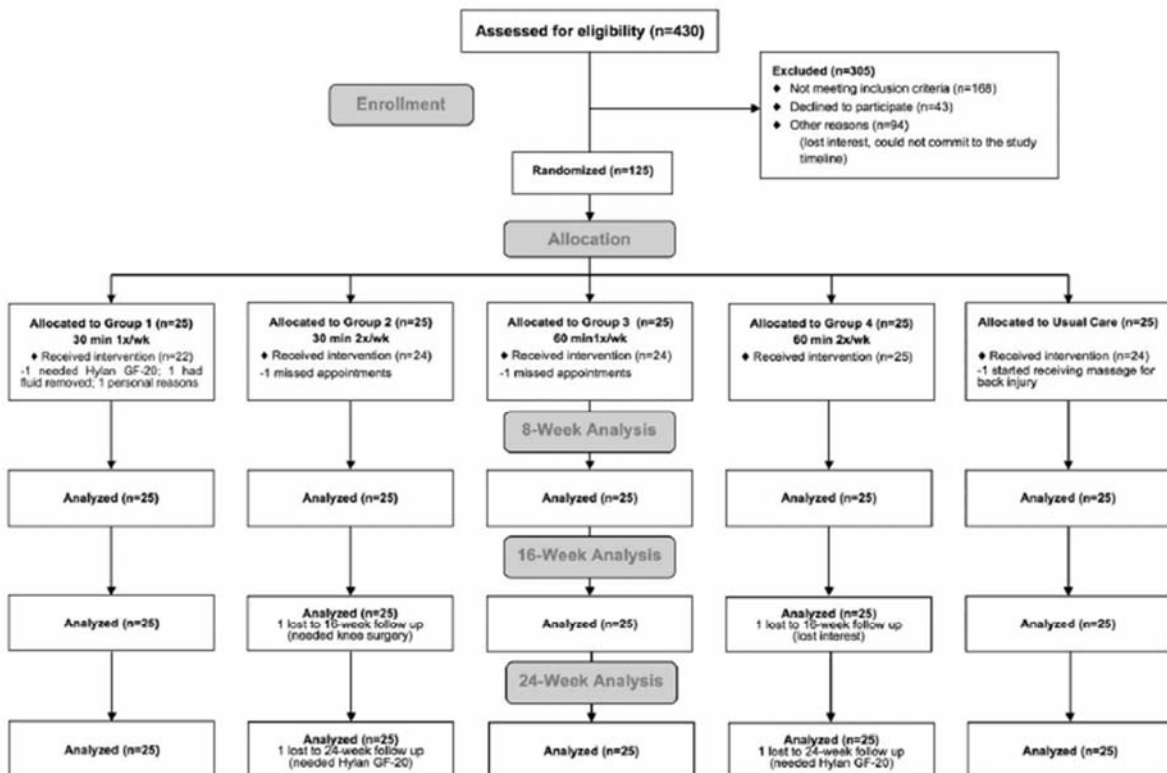 Assessed for eligibility (n=430)
Excluded (n=305)
♦ Not meeting inclusion criteria (n=168)
♦ Declined to participate (n=43)
♦ Other reasons (n=94)
(lost interest, could not commit to the study
timeline)
Enrollment
Randomized (n=125)
Allocation
Allocated to Group 1 (n=25)
30 min 1x/wk
♦ Received intervention (n=22)
-1 needed Hylan GF-20; 1 had
fluid removed; 1 personal reasons
Allocated to Group 2 (n=25)
30 min 2x/wk
♦ Received intervention (n=24)
-1 missed appointments
Allocated to Group 3 (n=25)
60 min1x/wk
♦ Received intervention (n=24)
-1 missed appointments
Allocated to Group 4 (n=25)
60 min 2x/wk
♦ Received intervention (n=25)
Allocated to Usual Care (n=25)
♦ Received intervention (n=24)
-1 started receiving massage for
back injury
8-Week Analysis
Analyzed (n=25)
Analyzed (n=25)
Analyzed (n=25)
Analyzed (n=25)
Analyzed (n=25)
16-Week Analysis
Analyzed (n=25)
Analyzed (n=25)
1 lost to 16-week follow up
(needed knee surgery)
Analyzed (n=25)
Analyzed (n=25)
1 lost to 16-week follow up
(lost interest)
Analyzed (n=25)
24-Week Analysis
Analyzed (n=25)
Analyzed (n=25)
1 lost to 24-week follow up
(needed Hylan GF-20)
Analyzed (n=25)
Analyzed (n=25)
1 lost to 24-week follow up
(needed Hylan GF-20)
Analyzed (n=25)